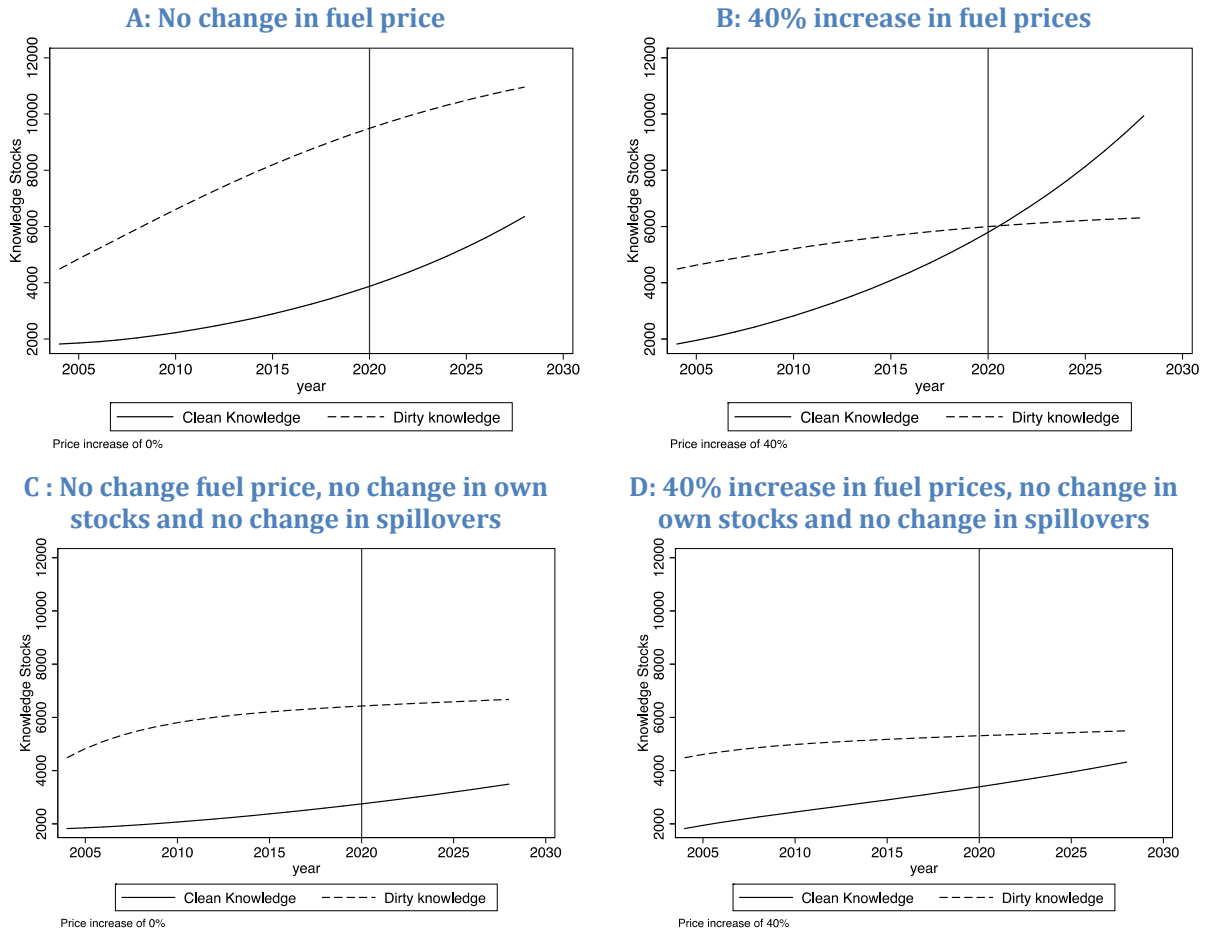 A: No change in fuel price
Knowledge Stocks
12000
10000
8000
6000
4000
2000
2005 2010 2015 2020 2025 2030
year
Clean Knowledge Dirty knowledge
Price increase of 0%
B: 40% increase in fuel prices
Knowledge Stocks
12000
10000
8000
6000
4000
2000
2005 2010 2015 2020 2025 2030
year
Clean Knowledge Dirty knowledge
Price increase of 40%
C : No change fuel price, no change in own
stocks and no change in spillovers
Knowledge Stocks
12000
10000
8000
6000
4000
2000
2005 2010 2015 2020 2025 2030
year
Clean Knowledge Dirty knowledge
Price increase of 0%
D: 40% increase in fuel prices, no change in
own stocks and no change in spillovers
Knowledge Stocks
12000
10000
8000
6000
4000
2000
2005 2010 2015 2020 2025 2030
year
Clean Knowledge Dirty knowledge
Price increase of 40%